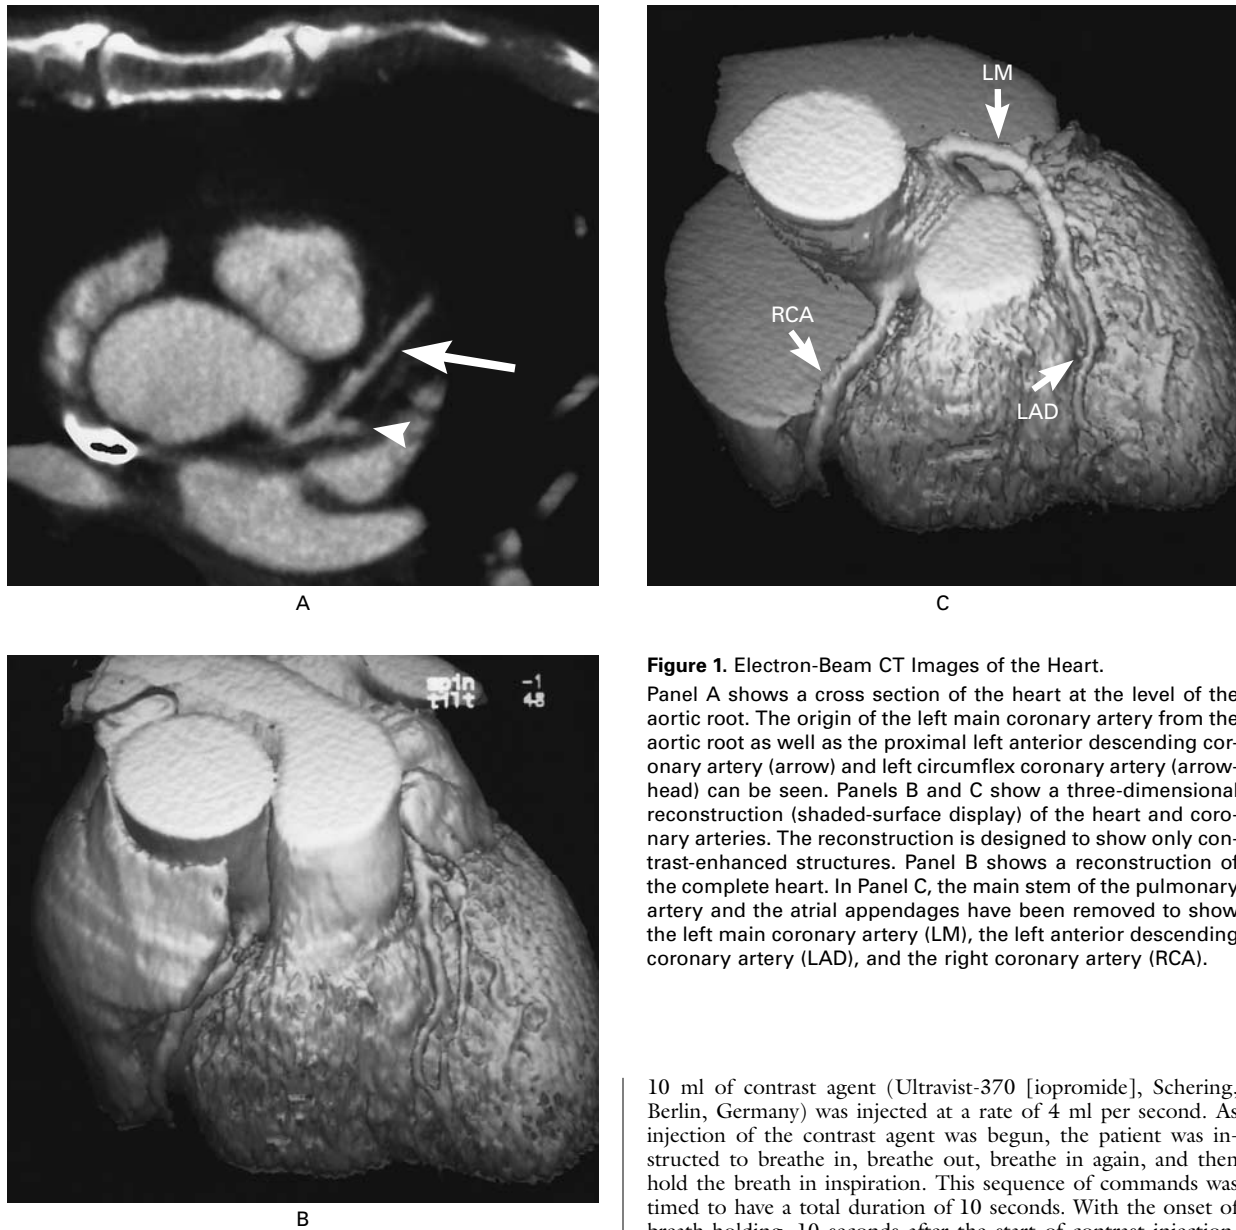 LM
RCA
LAD
A
C
spin -1
tilt 48
B
Figure 1. Electron-Beam CT Images of the Heart.
Panel A shows a cross section of the heart at the level of the
aortic root. The origin of the left main coronary artery from the
aortic root as well as the proximal left anterior descending cor-
onary artery (arrow) and left circumflex coronary artery (arrow-
head) can be seen. Panels B and C show a three-dimensional
reconstruction (shaded-surface display) of the heart and coro-
nary arteries. The reconstruction is designed to show only con-
trast-enhanced structures. Panel B shows a reconstruction of
the complete heart. In Panel C, the main stem of the pulmonary
artery and the atrial appendages have been removed to show
the left main coronary artery (LM), the left anterior descending
coronary artery (LAD), and the right coronary artery (RCA).
10 ml of contrast agent (Ultravist-370 [iopromide], Schering,
Berlin, Germany) was injected at a rate of 4 ml per second. As
injection of the contrast agent was begun, the patient was in-
structed to breathe in, breathe out, breathe in again, and then
hold the breath in inspiration. This sequence of commands was
timed to have a total duration of 10 seconds. With the onset of
breath-holding, 10 seconds after the start of contrast injection,